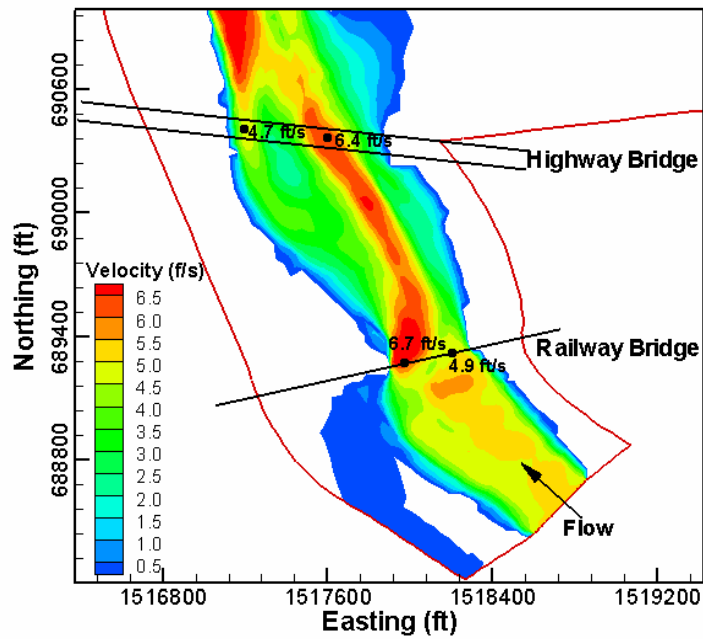 690600
4.7 ft/s
6.4 ft/s
Highway Bridge
690000
Northing (ft)
Velocity (f/s)
6.5
6.0
5.5
5.0
4.5
4.0
3.5
3.0
2.5
2.0
1.5
1.0
0.5
689400
6.7 ft/s
Railway Bridge
4.9 ft/s
688800
Flow
1516800
1517600
1518400
1519200
Easting (ft)